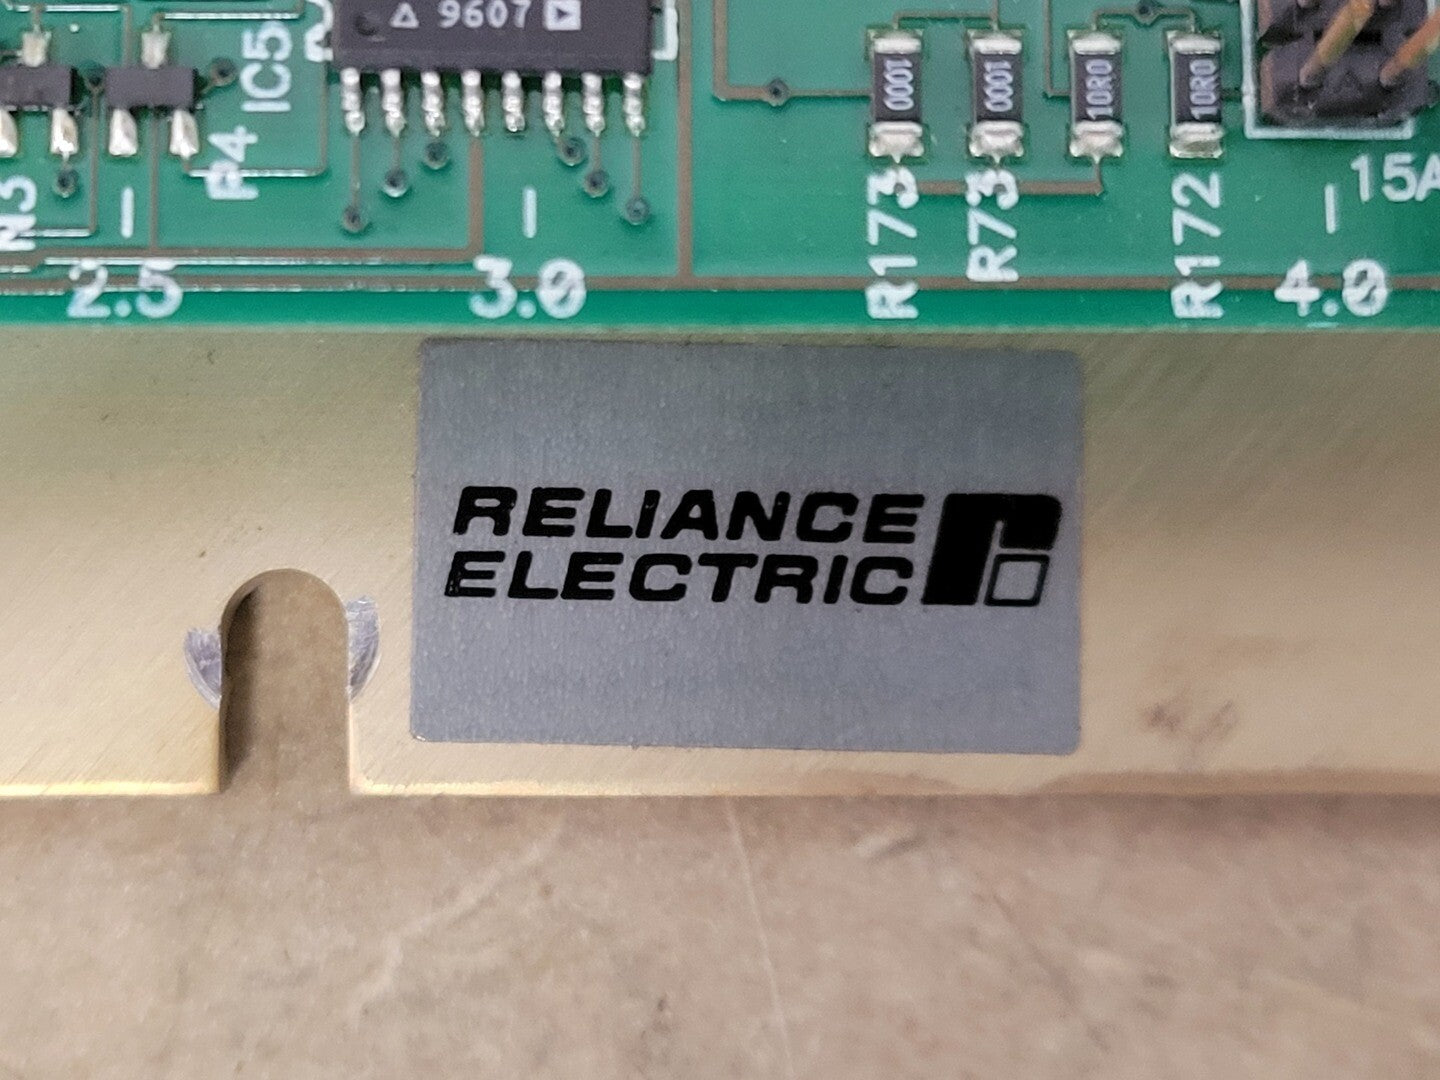 9607
IC5
P4
N3
2.5
3.0
1000
1000
10R0
10R0
R173
R73
R172
15A
4.0
RELIANCE
ELECTRIC